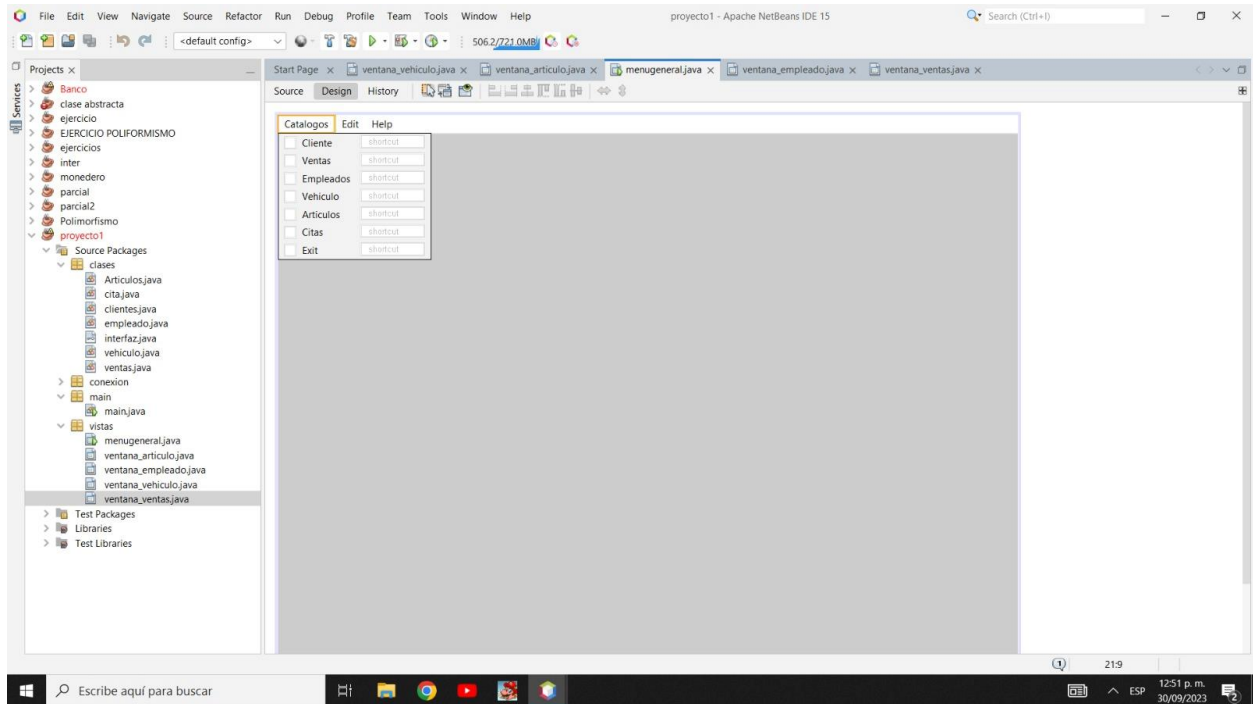 File Edit View Navigate Source Refactor Run Debug Profile Team Tools Window Help
proyecto1 - Apache NetBeans IDE 15
Search (Ctrl+I)
<default config>
506.2/721.0MB
Projects
Start Page
ventana_vehiculo.java
ventana_articulo.java
menugeneral.java
ventana_empleado.java
ventana_ventas.java
Services
Source Design History
Banco
clase abstracta
ejercicio
EJERCICIO POLIFORMISMO
ejercicios
inter
monedero
parcial
parcial2
Polimorfismo
proyecto1
Source Packages
clases
Articulos.java
cita.java
clientes.java
empleado.java
interfaz.java
vehiculo.java
ventas.java
conexion
main
main.java
vistas
menugeneral.java
ventana_articulo.java
ventana_empleado.java
ventana_vehiculo.java
ventana_ventas.java
Test Packages
Libraries
Test Libraries
Catalogos Edit Help
Cliente shortcut
Ventas shortcut
Empleados shortcut
Vehiculo shortcut
Articulos shortcut
Citas shortcut
Exit shortcut
1
21:9
Escribe aquí para buscar
ESP
12:51 p. m.
30/09/2023
2